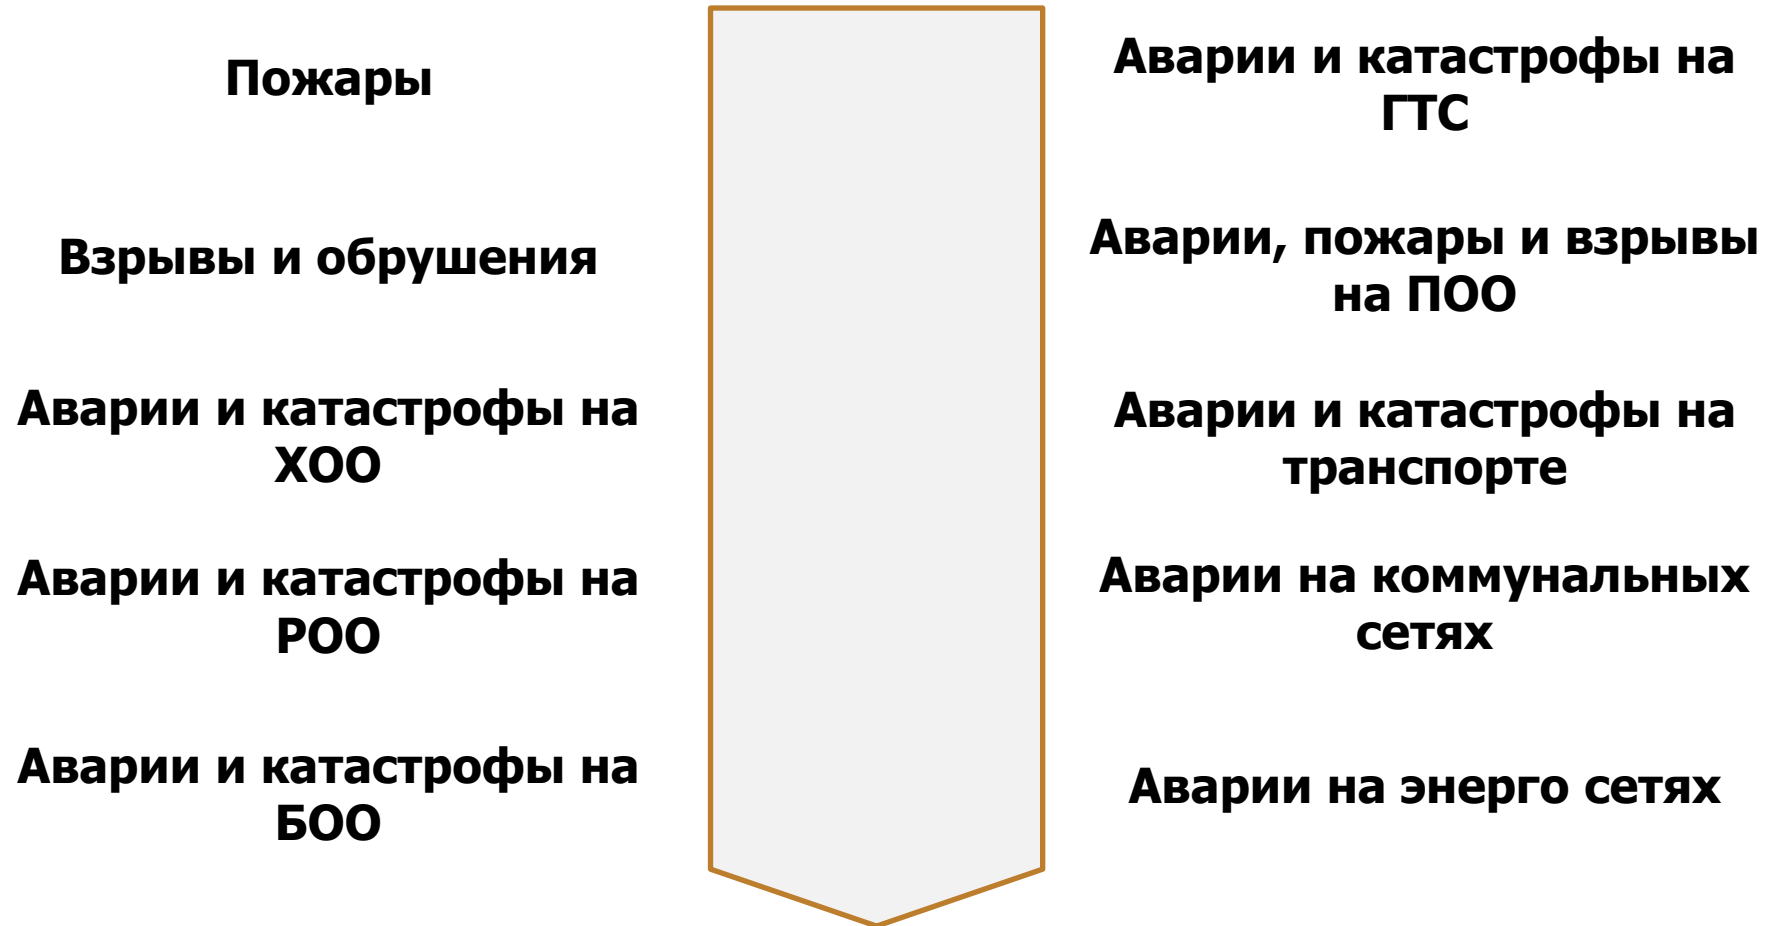 Пожары
Взрывы и обрушения
Аварии и катастрофы на
ХОО
Аварии и катастрофы на
РОО
Аварии и катастрофы на
БОО
Аварии и катастрофы на
ГТС
Аварии, пожары и взрывы
на ПОО
Аварии и катастрофы на
транспорте
Аварии на коммунальных
сетях
Аварии на энерго сетях